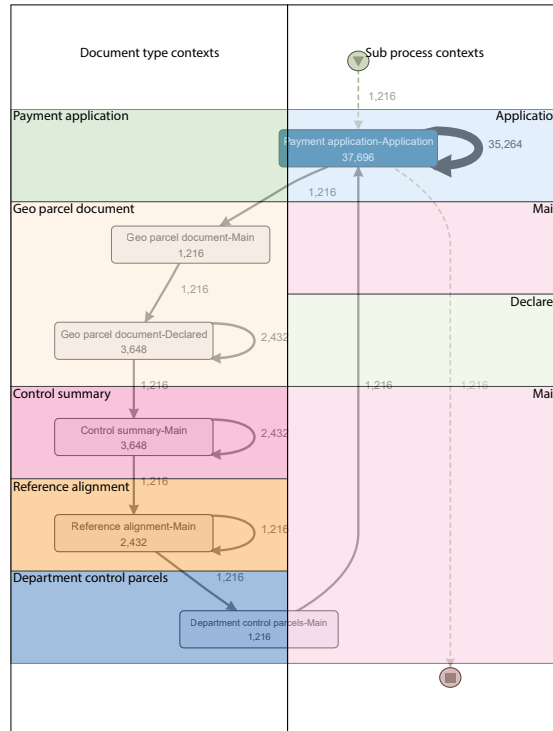 Document type contexts
Sub process contexts
1,216
Payment application
Applicatio
Payment application-Application
37,696
35,264
1,216
Geo parcel document
Mai
Geo parcel document-Main
1,216
1,216
Declare
Geo parcel document-Declared
3,648
2,432
1,216
1,216
1,216
Control summary
Mai
Control summary-Main
3,648
2,432
1,216
Reference alignment
Reference alignment-Main
2,432
1,216
1,216
Department control parcels
Department control parcels-Main
1,216